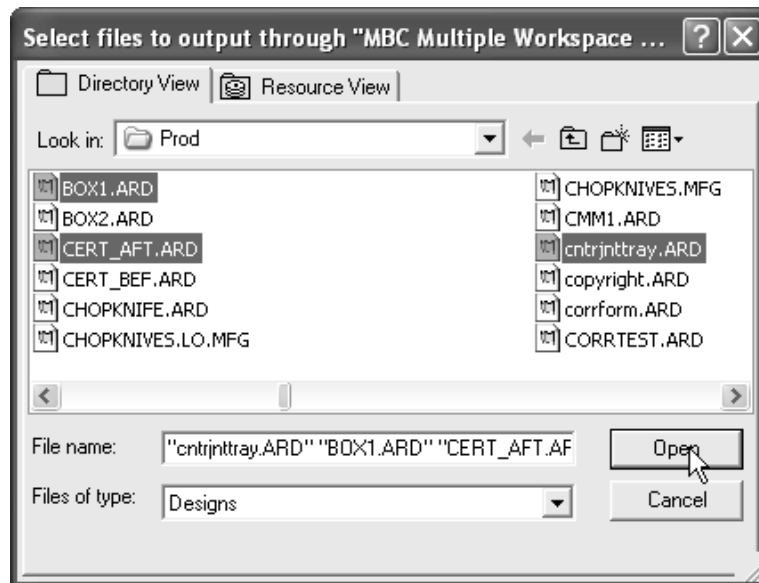 Select files to output through "MBC Multiple Workspace ...
Directory View Resource View
Look in: Prod
BOX1.ARD
BOX2.ARD
CERT_AFT.ARD
CERT_BEF.ARD
CHOPKNIFE.ARD
CHOPKNIVES.LO.MFG
CHOPKNIVES.MFG
CMM1.ARD
cntrjnttray.ARD
copyright.ARD
corrform.ARD
CORRTEST.ARD
File name: "cntrjnttray.ARD" "BOX1.ARD" "CERT_AFT.AF Open
Files of type: Designs Cancel